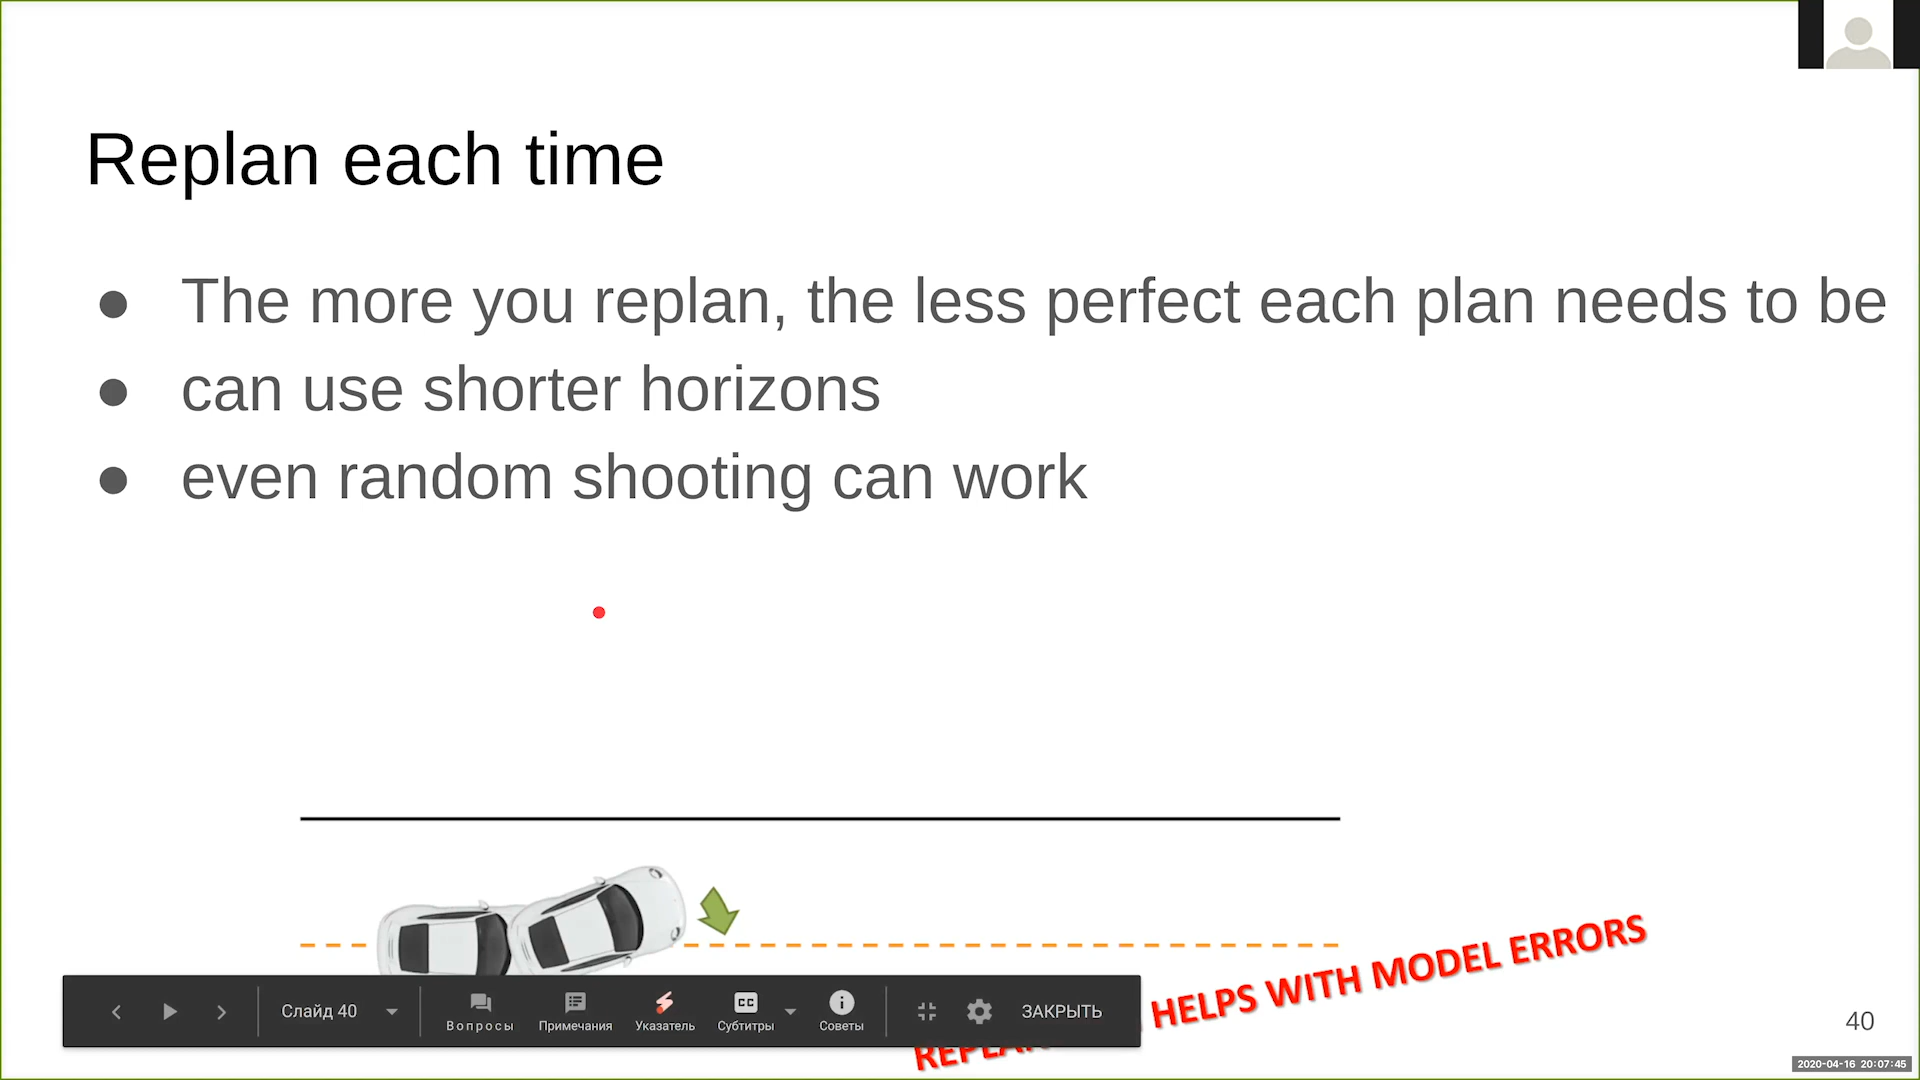 Replan each time
● The more you replan, the less perfect each plan needs to be
● can use shorter horizons
● even random shooting can work
HELPS WITH MODEL ERRORS
Слайд 40
Вопросы
Примечания
Указатель
CC
Субтитры
Советы
ЗАКРЫТЬ
40
2020-04-16 20:07:45